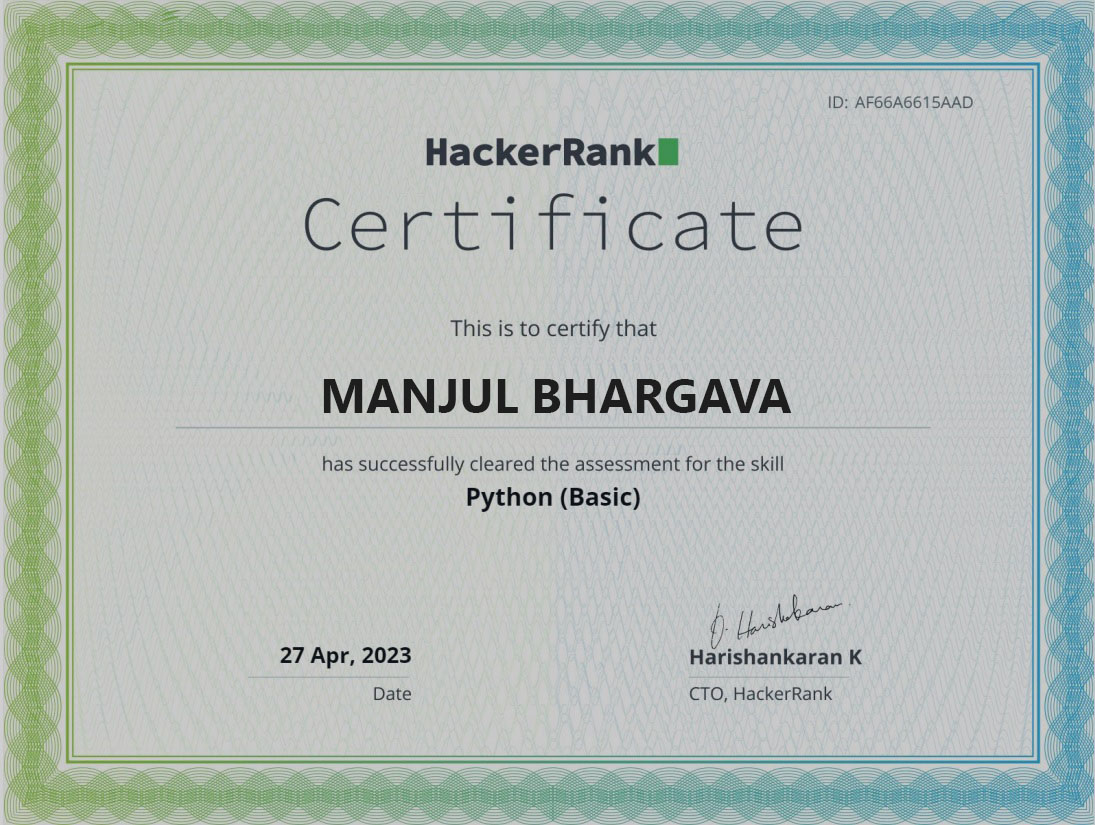 ID: AF66A6615AAD
HackerRank
Certificate
This is to certify that
MANJUL BHARGAVA
has successfully cleared the assessment for the skill
Python (Basic)
27 Apr, 2023
Date
Harishankaran K
CTO, HackerRank